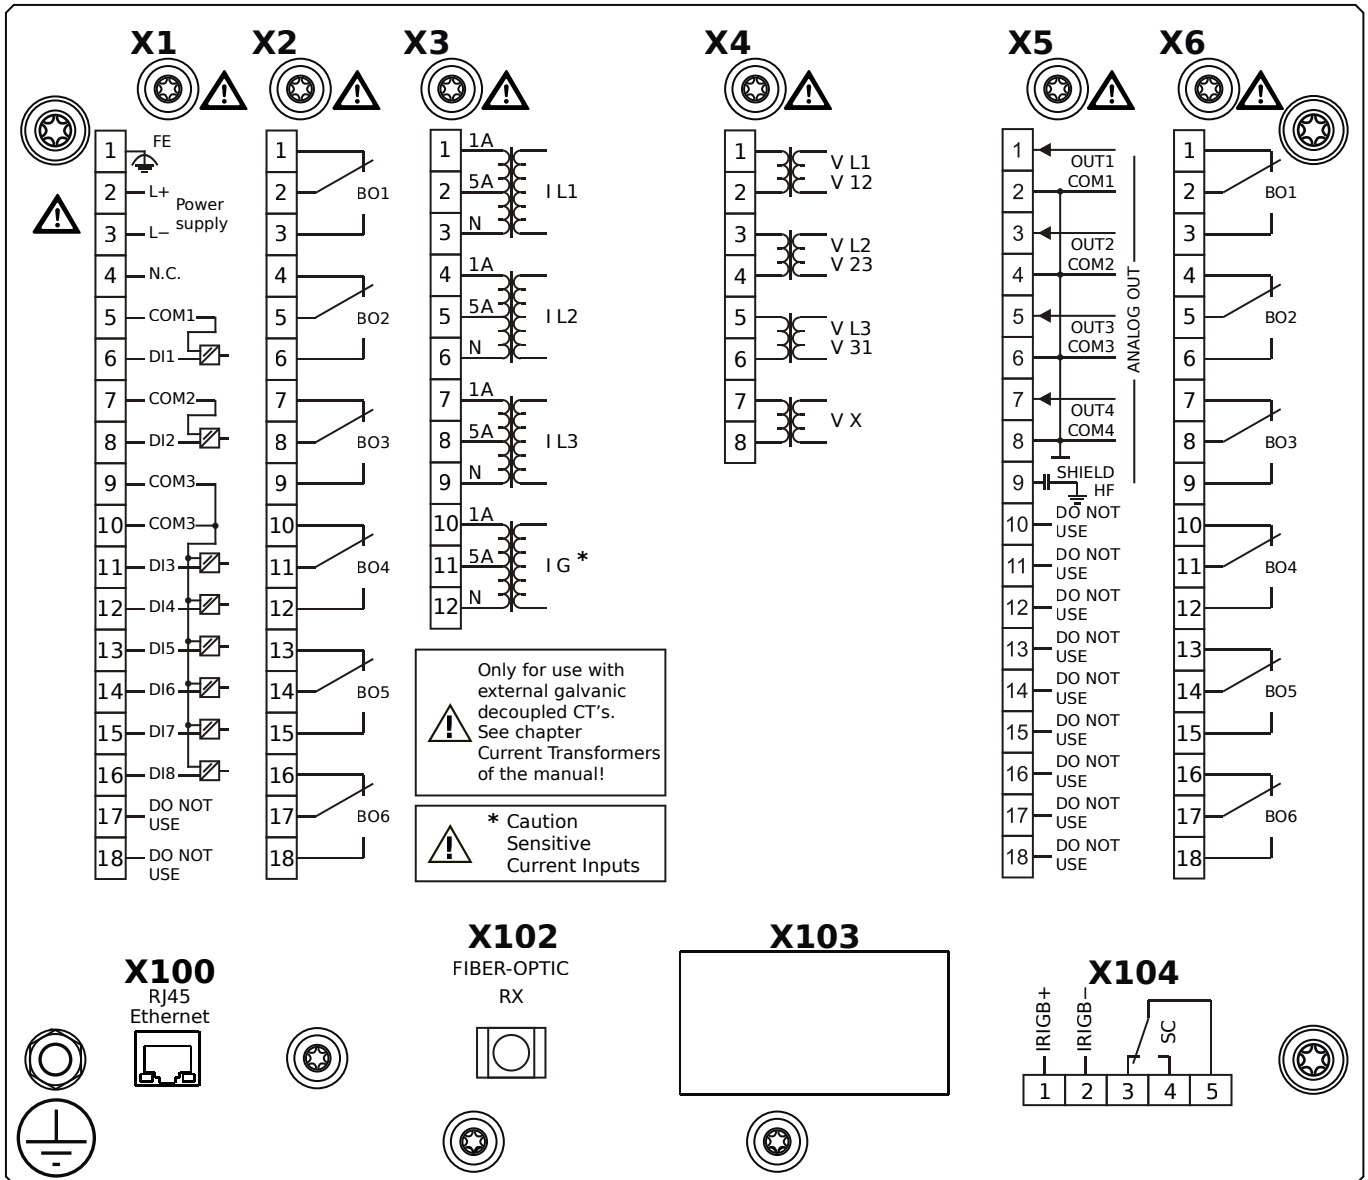 X1 X2 X3 X4 X5 X6
1 FE
2 L+
Power
supply
3 L−
4 N.C.
5 COM1
6 DI1
7 COM2
8 DI2
9 COM3
10 COM3
11 DI3
12 DI4
13 DI5
14 DI6
15 DI7
16 DI8
17 DO NOT
USE
18 DO NOT
USE
1
2 BO1
3
4
5 BO2
6
7
8 BO3
9
10
11 BO4
12
13
14 BO5
15
16
17 BO6
18
1 1A
2 5A I L1
3 N
4 1A
5 5A I L2
6 N
7 1A
8 5A I L3
9 N
10 1A
11 5A I G *
12 N
Only for use with
external galvanic
decoupled CT's.
See chapter
Current Transformers
of the manual!
* Caution
Sensitive
Current Inputs
1 V L1
2 V 12
3 V L2
4 V 23
5 V L3
6 V 31
7 V X
8
1 OUT1
2 COM1
3 OUT2
4 COM2
5 OUT3
6 COM3
7 OUT4
8 COM4
ANALOG OUT
9 SHIELD
HF
10 DO NOT
USE
11 DO NOT
USE
12 DO NOT
USE
13 DO NOT
USE
14 DO NOT
USE
15 DO NOT
USE
16 DO NOT
USE
17 DO NOT
USE
18 DO NOT
USE
1
2 BO1
3
4
5 BO2
6
7
8 BO3
9
10
11 BO4
12
13
14 BO5
15
16
17 BO6
18
X100
RJ45
Ethernet
X102
FIBER-OPTIC
RX
X103
X104
IRIGB+
IRIGB−
SC
1 2 3 4 5